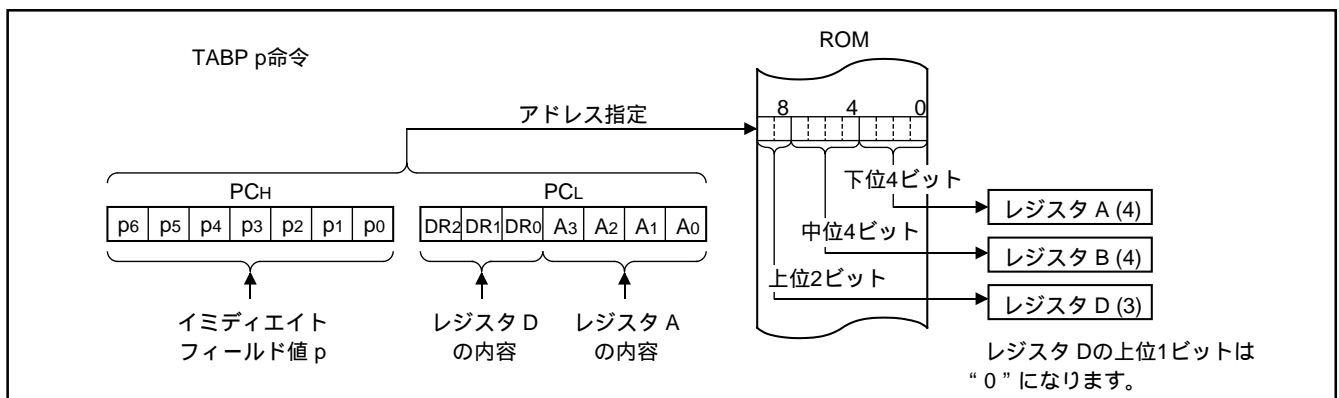 TABP p命令
ROM
8 4 0
アドレス指定
PCH
PCL
p6 p5 p4 p3 p2 p1 p0
DR2 DR1 DR0 A3 A2 A1 A0
下位4ビット
レジスタ A (4)
中位4ビット
レジスタ B (4)
上位2ビット
レジスタ D (3)
イミディエイト
フィールド値 p
レジスタ D
の内容
レジスタ A
の内容
レジスタ Dの上位1ビットは
“ 0 ” になります。